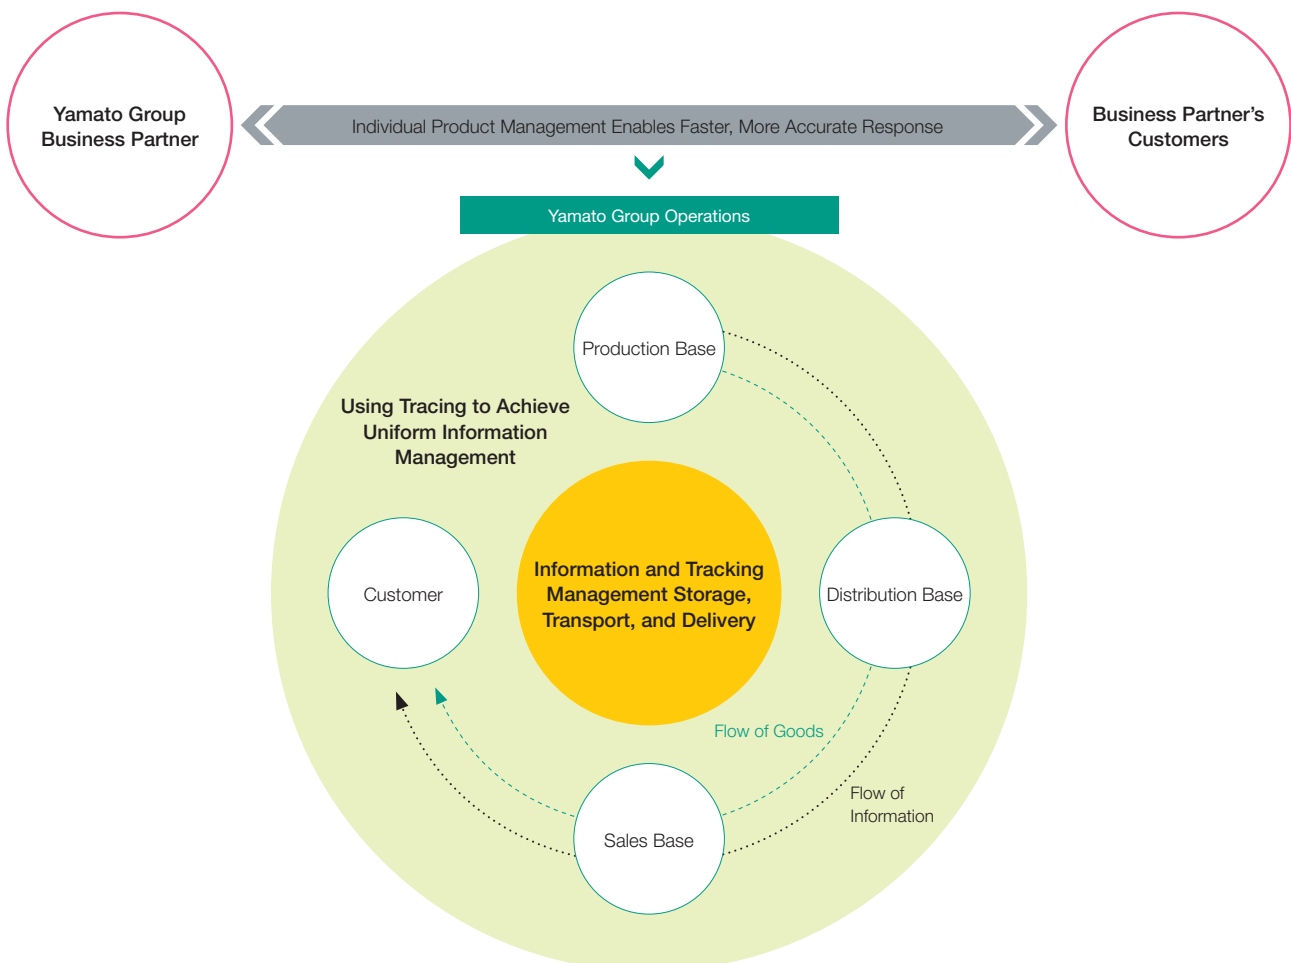 Yamato Group
Business Partner
Individual Product Management Enables Faster, More Accurate Response
Business Partner's
Customers
Yamato Group Operations
Production Base
Using Tracing to Achieve
Uniform Information
Management
Information and Tracking
Management Storage,
Transport, and Delivery
Customer
Distribution Base
Flow of Goods
Flow of
Information
Sales Base